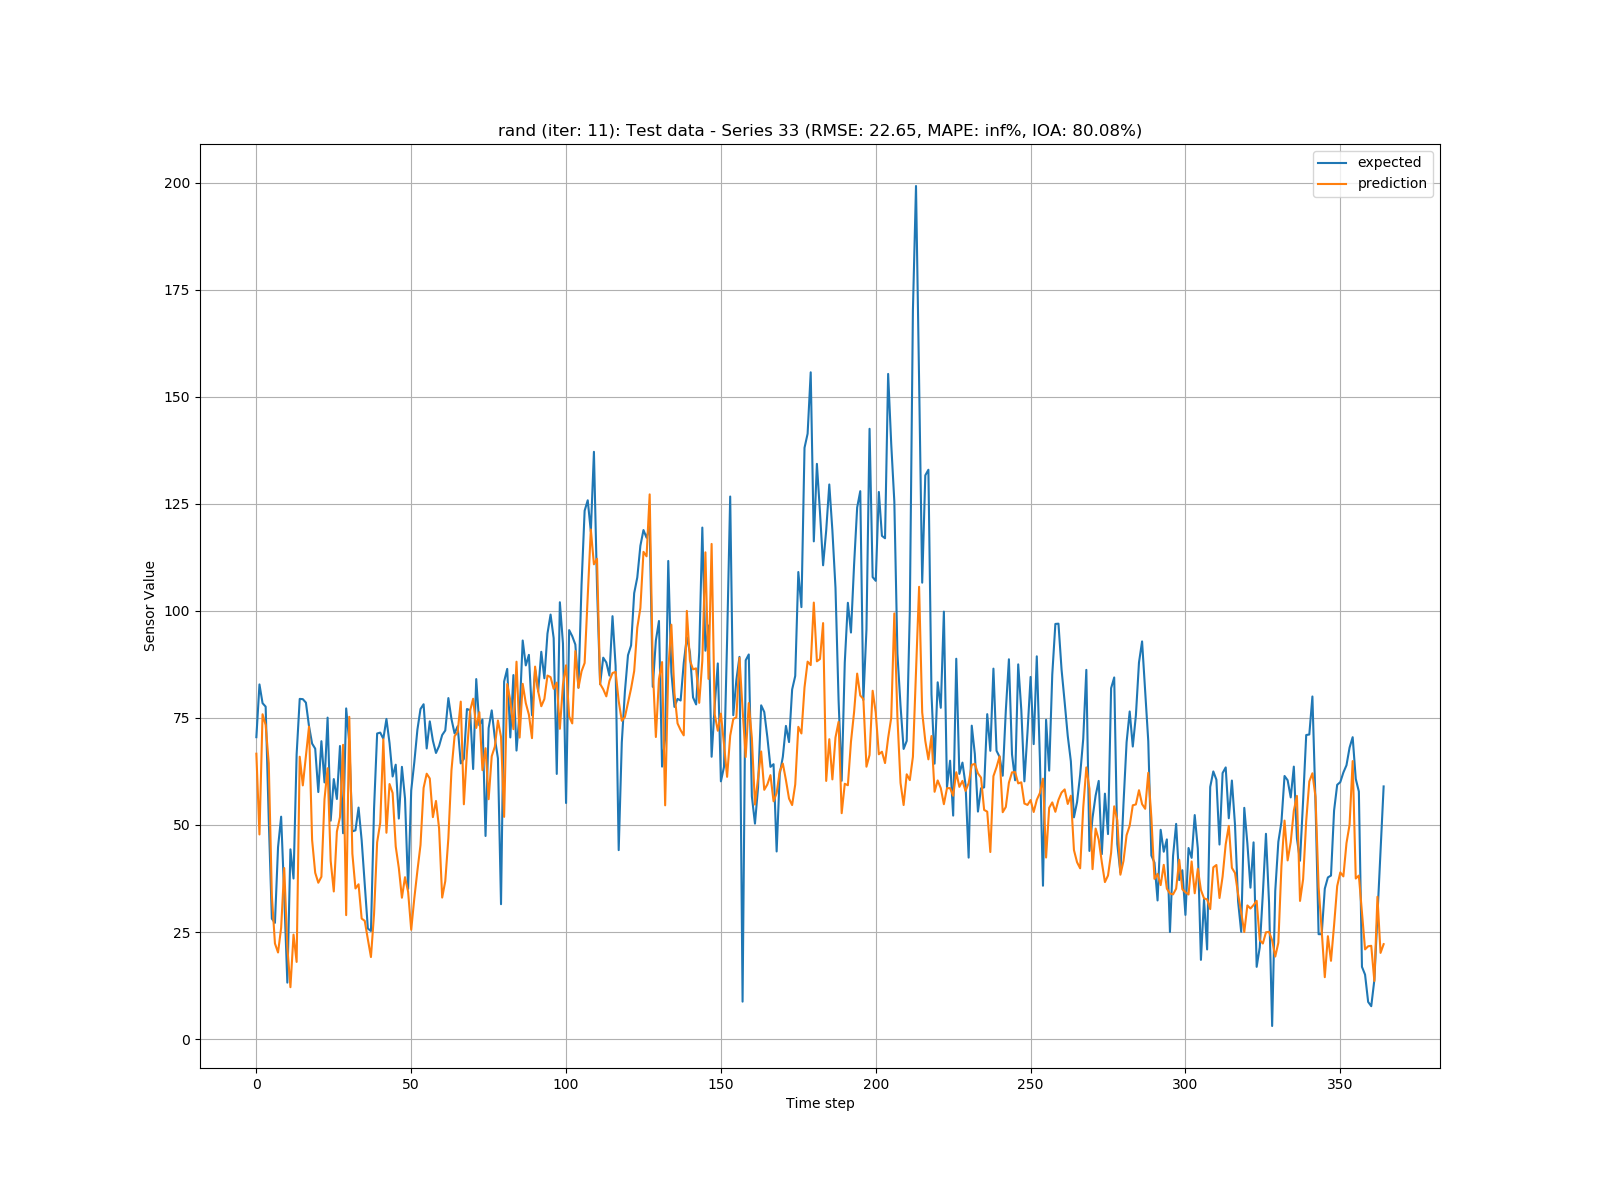 rand (iter: 11): Test data - Series 33 (RMSE: 22.65, MAPE: inf%, IOA: 80.08%)
expected
prediction
200
175
150
125
100
75
50
25
0
Sensor Value
0 50 100 150 200 250 300 350
Time step